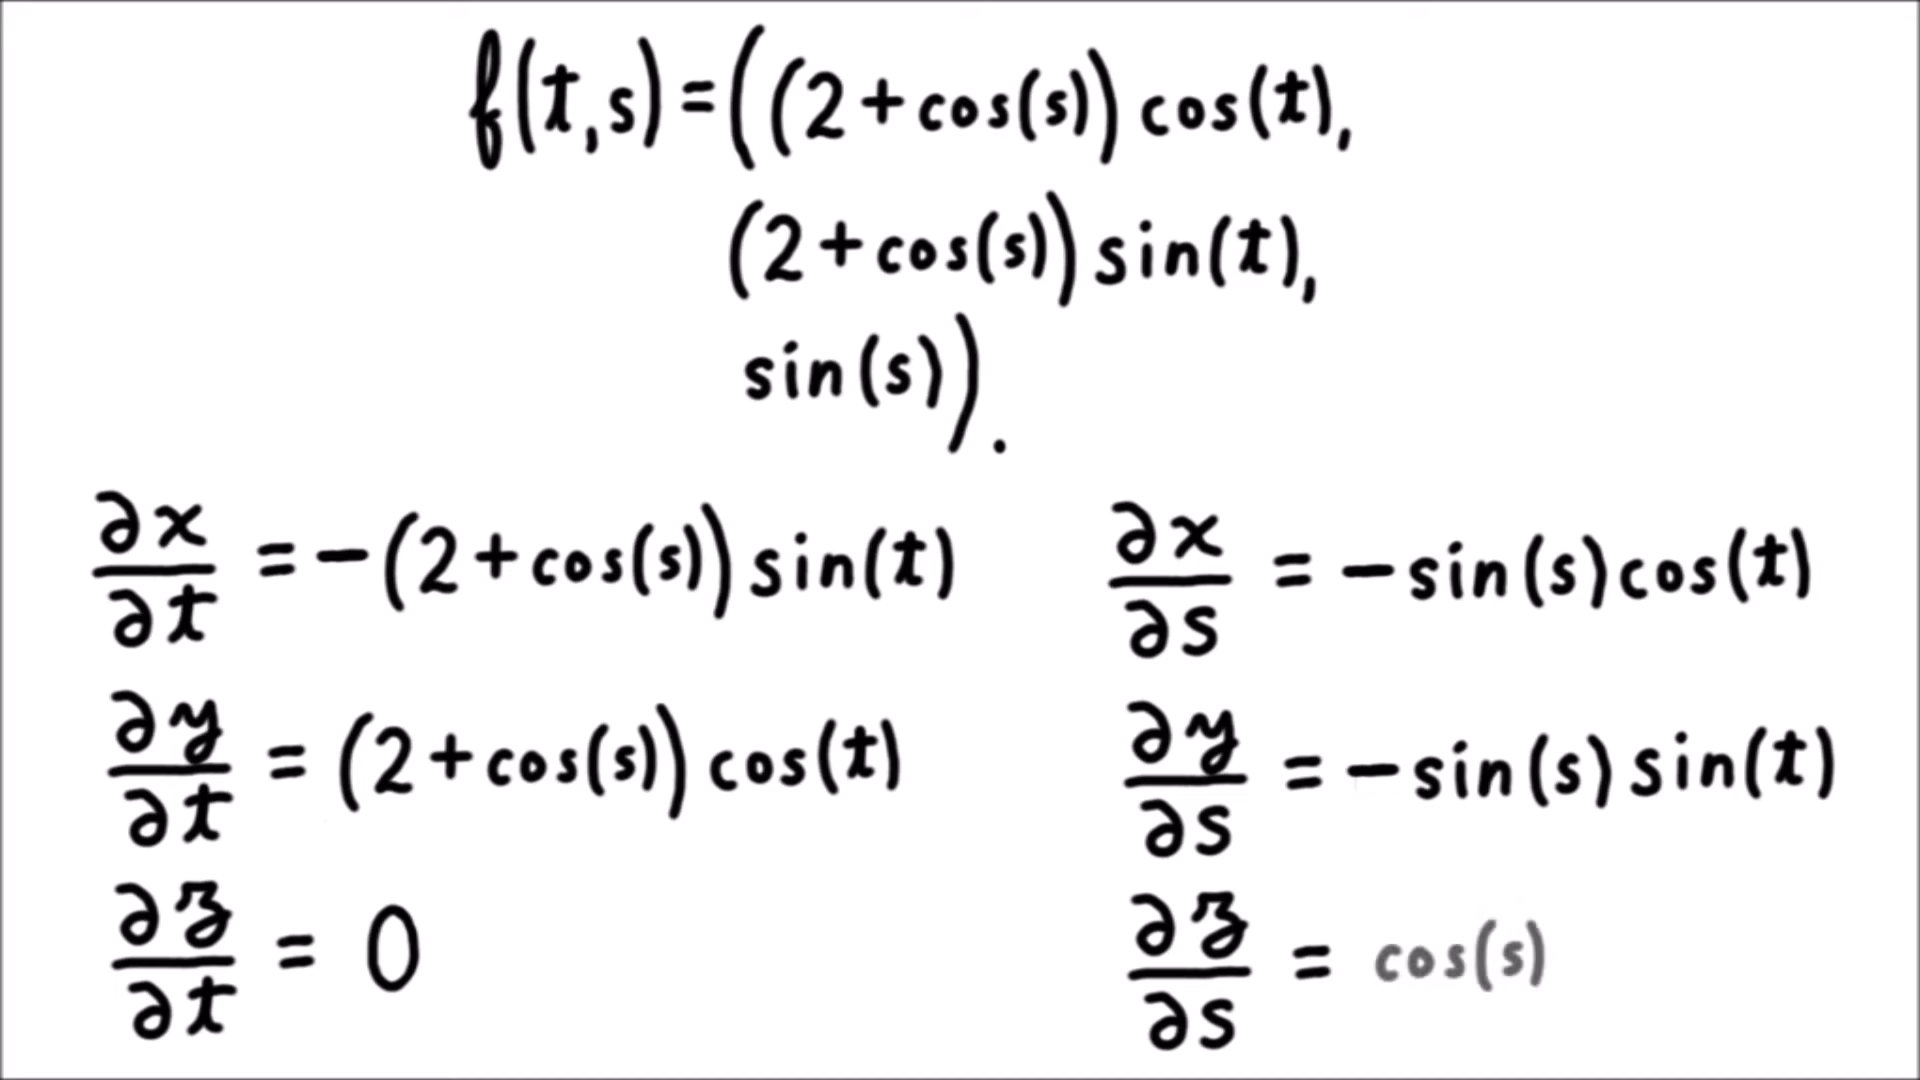 f(t,s) = ((2+cos(s)) cos(t),
(2+cos(s)) sin(t),
sin(s)).
∂x/∂t = -(2+cos(s)) sin(t)
∂x/∂s = -sin(s)cos(t)
∂y/∂t = (2+cos(s)) cos(t)
∂y/∂s = -sin(s) sin(t)
∂z/∂t = 0
∂z/∂s = cos(s)